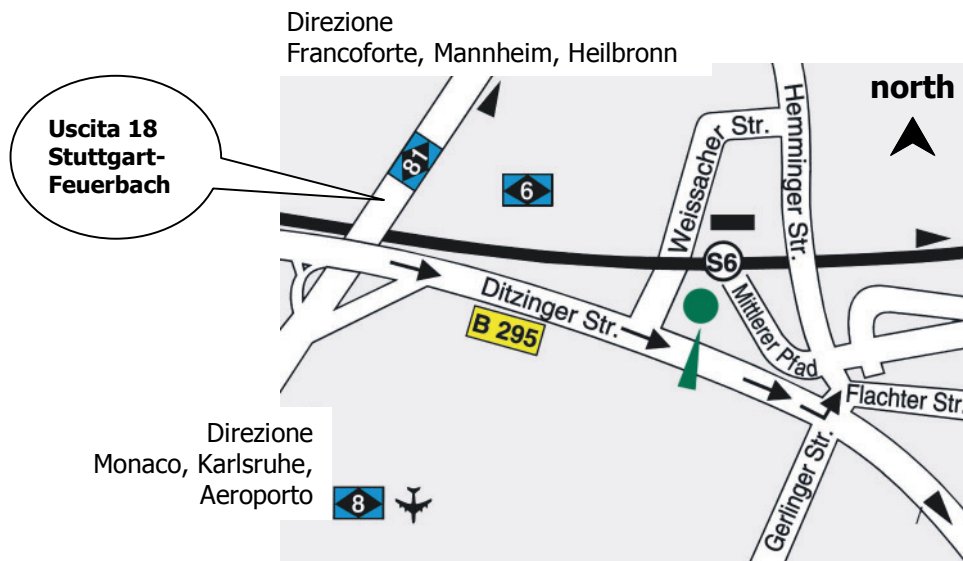 Direzione
Francoforte, Mannheim, Heilbronn
north
Uscita 18
Stuttgart-
Feuerbach
81
6
Weissacher Str.
Hemminger Str.
S6
Ditzinger Str.
B 295
Mittlerer Pfad
Flachter Str.
Gerlinger Str.
Direzione
Monaco, Karlsruhe,
Aeroporto
8